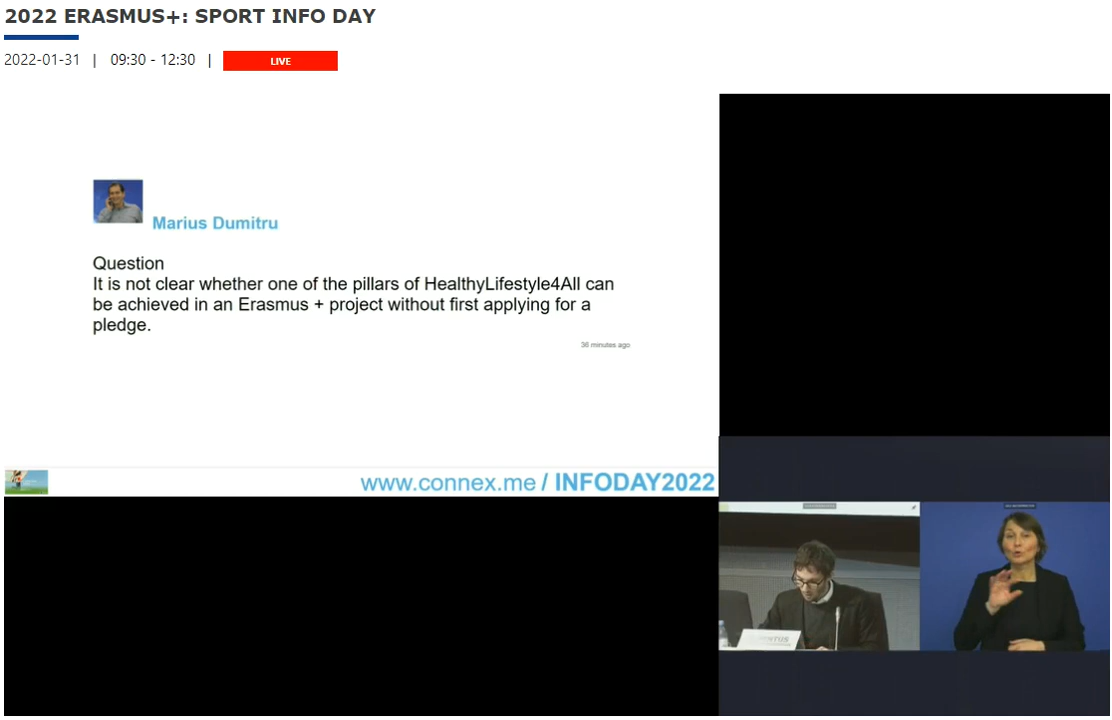 2022 ERASMUS+: SPORT INFO DAY
2022-01-31 | 09:30 - 12:30 | LIVE
Marius Dumitru
Question
It is not clear whether one of the pillars of HealthyLifestyle4All can
be achieved in an Erasmus + project without first applying for a
pledge.
36 minutes ago
www.connex.me / INFODAY2022